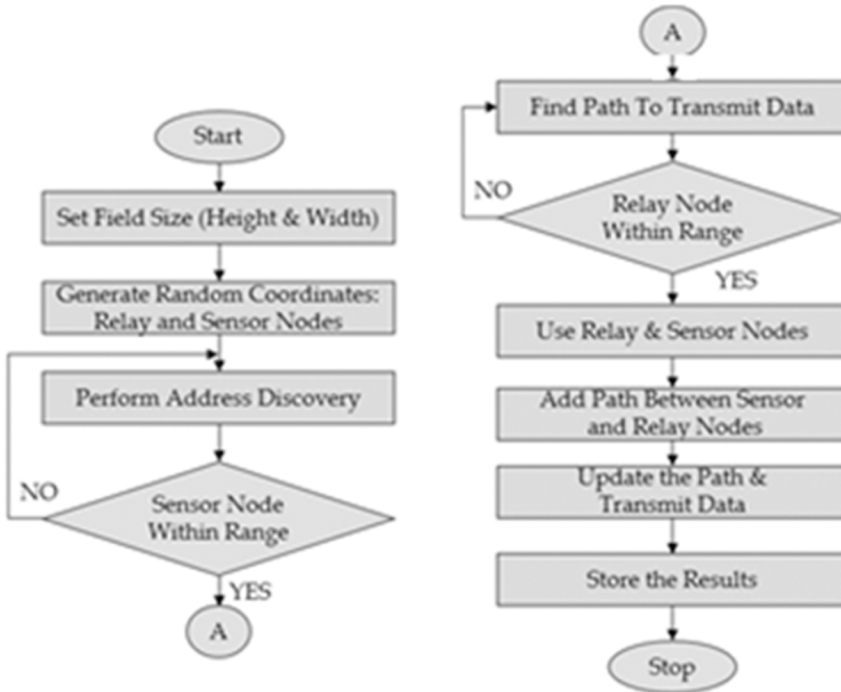 Start
Set Field Size (Height & Width)
Generate Random Coordinates:
Relay and Sensor Nodes
Perform Address Discovery
NO
Sensor Node
Within Range
YES
A
A
Find Path To Transmit Data
NO
Relay Node
Within Range
YES
Use Relay & Sensor Nodes
Add Path Between Sensor
and Relay Nodes
Update the Path &
Transmit Data
Store the Results
Stop